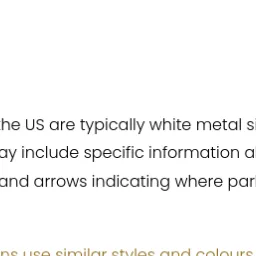 the US are typically white metal si
ay include specific information a
and arrows indicating where par
ns use similar styles and colours